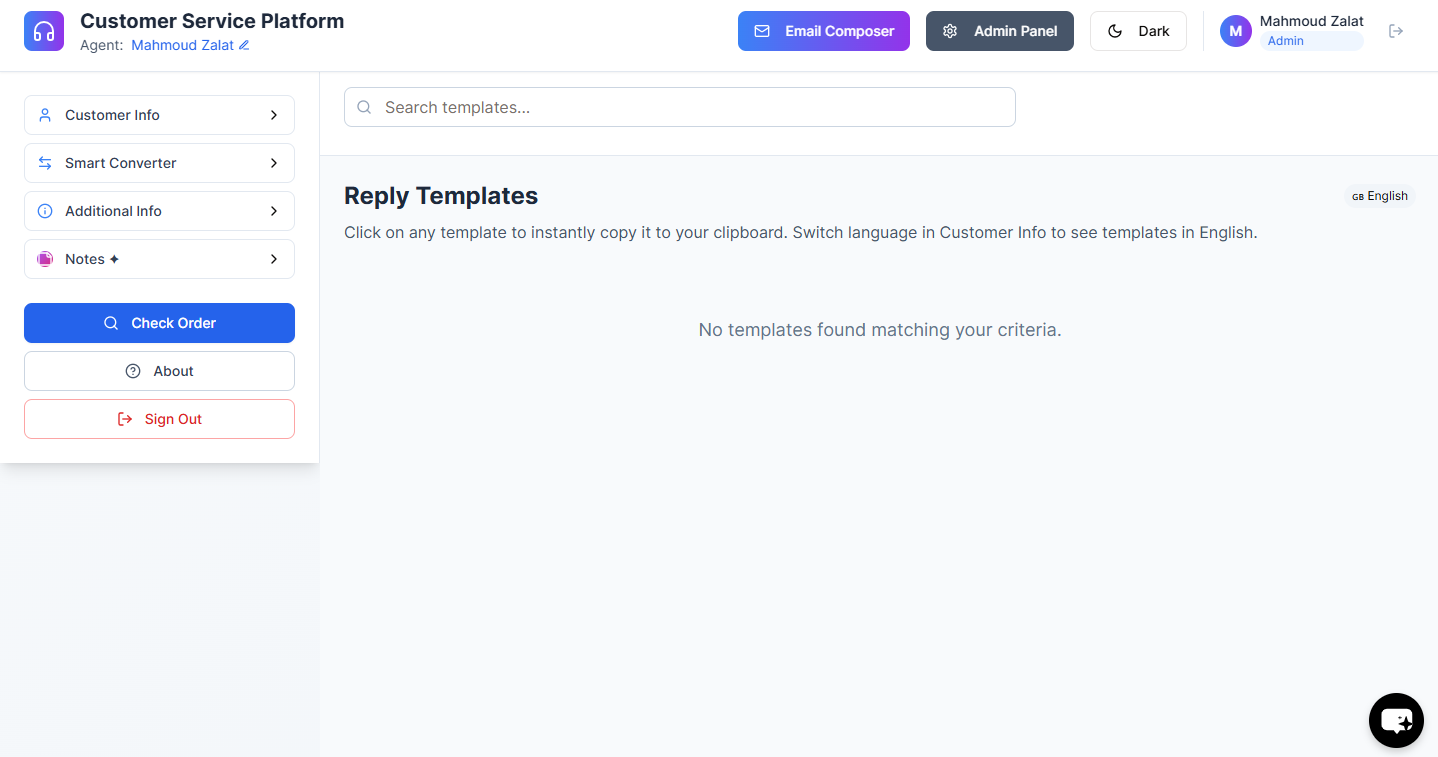 Customer Service Platform
Agent: Mahmoud Zalat
Email Composer
Admin Panel
Dark
M
Mahmoud Zalat
Admin
Customer Info
Smart Converter
Additional Info
Notes ✦
Check Order
About
Sign Out
Search templates...
Reply Templates
GB English
Click on any template to instantly copy it to your clipboard. Switch language in Customer Info to see templates in English.
No templates found matching your criteria.